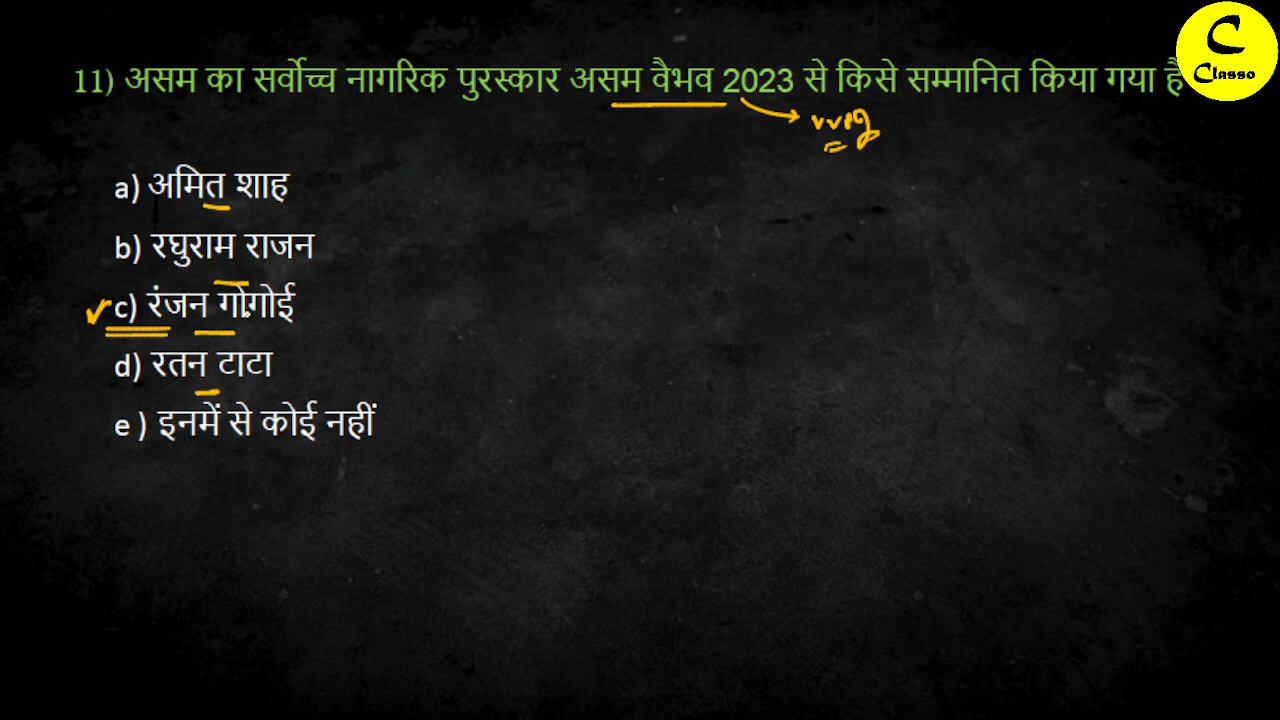 11) असम का सर्वोच्च नागरिक पुरस्कार असम वैभव 2023 से किसे सम्मानित किया गया है
C
Classo
vvig
a) अमित शाह
b) रघुराम राजन
c) रंजन गोगोई
d) रतन टाटा
e ) इनमें से कोई नहीं